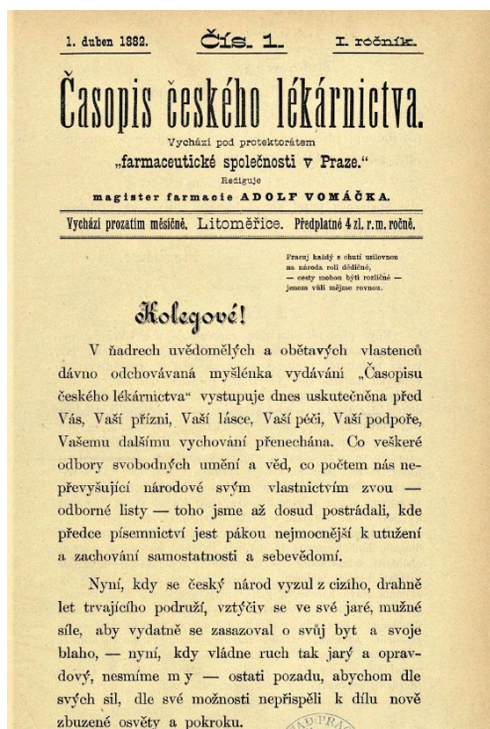 1. duben 1882. Čís. 1. I. ročník.
Časopis českého lékárnictva.
Vychází pod protektorátem
„farmaceutické společnosti v Praze.“
Rediguje
magister farmacie ADOLF VOMÁČKA.
Vychází prozatím měsíčně. Litoměřice. Předplatné 4 zl. r. m. ročně.
Pracuj každý s chutí usilovnou
na národa roli dědičné,
— cesty mohou býti rozličné —
jenom vůli mějme rovnou.
Kolegové!
V ňadrech uvědomělých a obětavých vlastenců
dávno odchovávaná myšlénka vydávání „Časopisu
českého lékárnictva“ vystupuje dnes uskutečněna před
Vás, Vaší přízni, Vaší lásce, Vaší péči, Vaší podpoře,
Vašemu dalšímu vychování přenechána. Co veškeré
odbory svobodných umění a věd, co počtem nás ne-
převyšující národové svým vlastnictvím zvou —
odborné listy — toho jsme až dosud postrádali, kde
předce písemnictví jest pákou nejmocnější k utužení
a zachování samostatnosti a sebevědomí.
Nyní, kdy se český národ vyzul z cizího, drahně
let trvajícího podruží, vztýčiv se ve své jaré, mužné
síle, aby vydatně se zasazoval o svůj byt a svoje
blaho, — nyní, kdy vládne ruch tak jarý a oprav-
dový, nesmíme my — ostati pozadu, abychom dle
svých sil, dle své možnosti nepřispěli k dílu nově
zbuzené osvěty a pokroku.